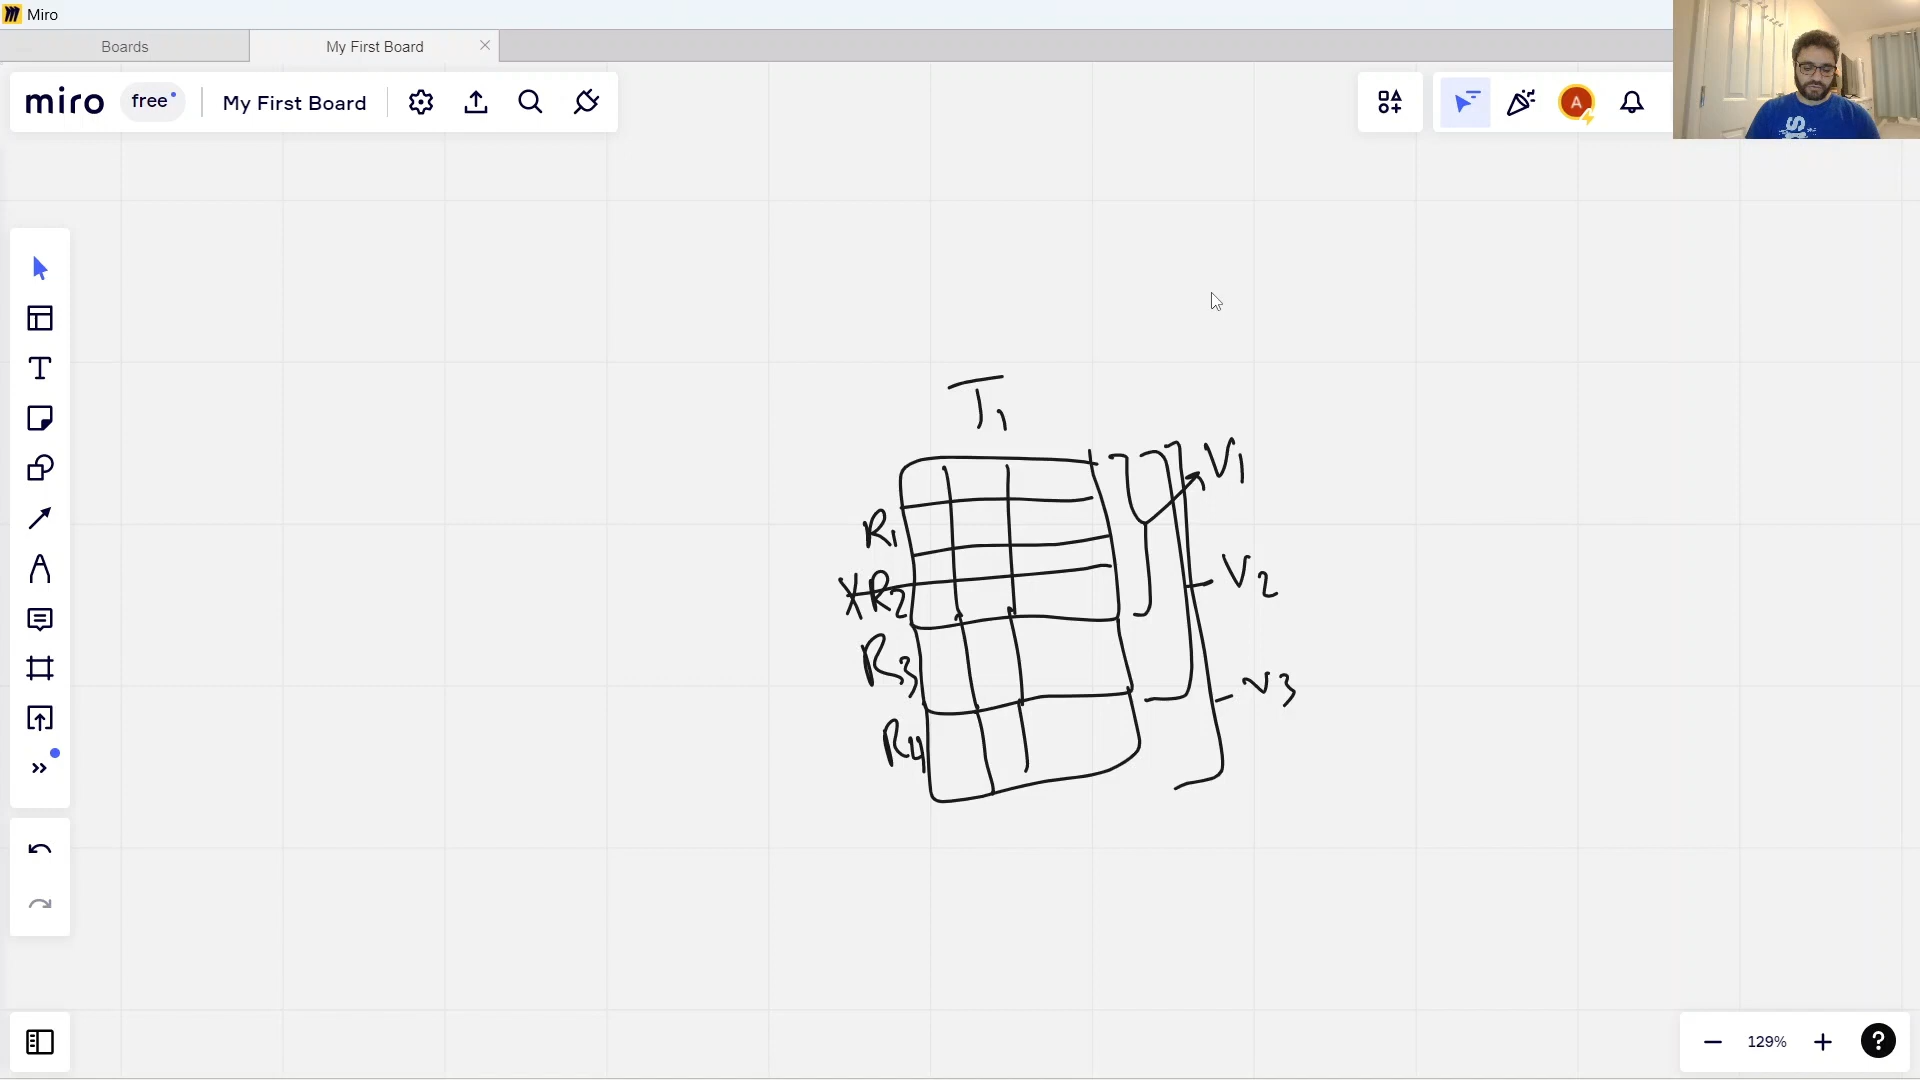 Miro
Boards
My First Board
miro
free
My First Board
A
T1
V1
R1
V2
XR2
R3
V3
R4
129%
?